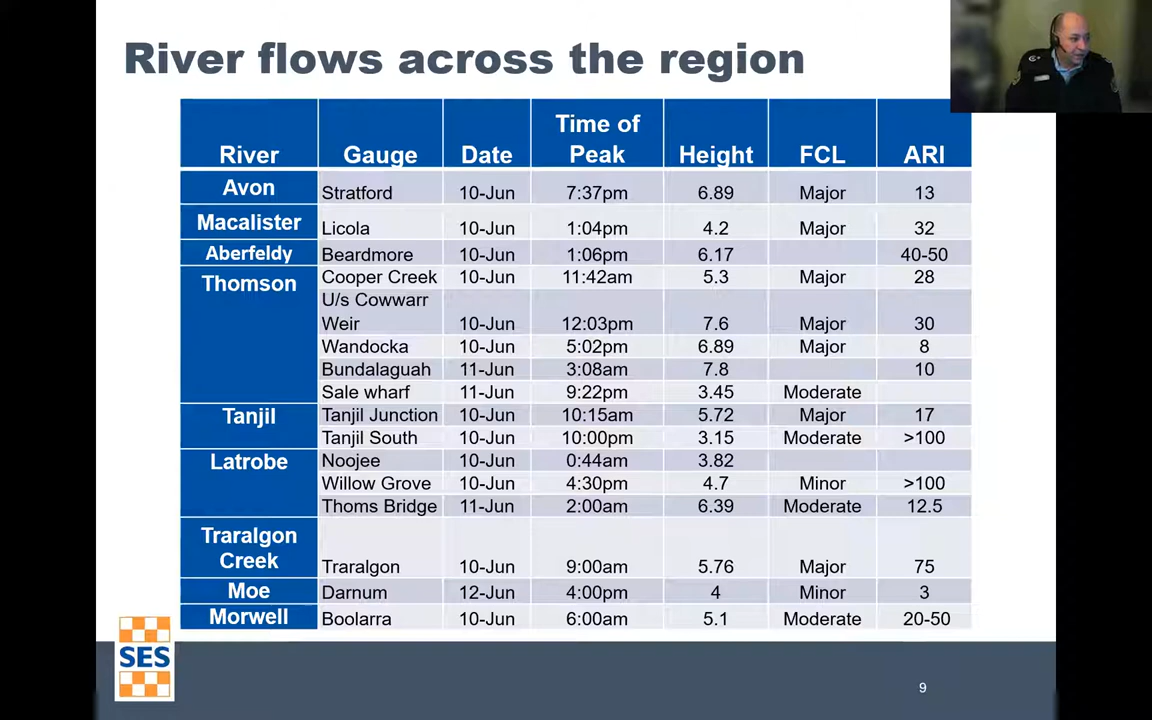 River flows across the region
River Gauge Date Time of Peak Height FCL ARI
Avon Stratford 10-Jun 7:37pm 6.89 Major 13
Macalister Licola 10-Jun 1:04pm 4.2 Major 32
Aberfeldy Beardmore 10-Jun 1:06pm 6.17 40-50
Thomson Cooper Creek 10-Jun 11:42am 5.3 Major 28
U/s Cowwarr
Weir 10-Jun 12:03pm 7.6 Major 30
Wandocka 10-Jun 5:02pm 6.89 Major 8
Bundalaguah 11-Jun 3:08am 7.8 10
Sale wharf 11-Jun 9:22pm 3.45 Moderate
Tanjil Tanjil Junction 10-Jun 10:15am 5.72 Major 17
Tanjil South 10-Jun 10:00pm 3.15 Moderate >100
Latrobe Noojee 10-Jun 0:44am 3.82
Willow Grove 10-Jun 4:30pm 4.7 Minor >100
Thoms Bridge 11-Jun 2:00am 6.39 Moderate 12.5
Traralgon
Creek Traralgon 10-Jun 9:00am 5.76 Major 75
Moe Darnum 12-Jun 4:00pm 4 Minor 3
Morwell Boolarra 10-Jun 6:00am 5.1 Moderate 20-50
SES
9